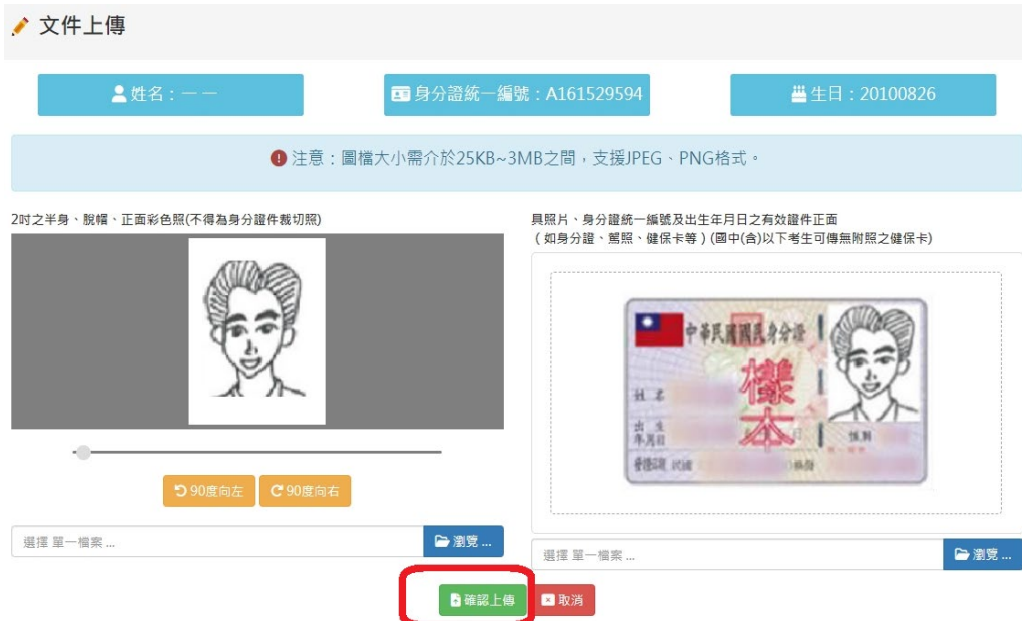 文件上傳
姓名：一 一
身分證統一編號：A161529594
生日：20100826
注意：圖檔大小需介於25KB~3MB之間，支援JPEG、PNG格式。
2吋之半身、脫帽、正面彩色照(不得為身分證件裁切照)
具照片、身分證統一編號及出生年月日之有效證件正面
（如身分證、駕照、健保卡等）(國中(含)以下考生可傳無附照之健保卡)
中華民國國民身分證
樣本
姓名
出生
年月日
日
性別
發證日期 民國
90度向左
90度向右
選擇 單一檔案 ...
瀏覽 ...
選擇 單一檔案 ...
瀏覽 ...
確認上傳
取消